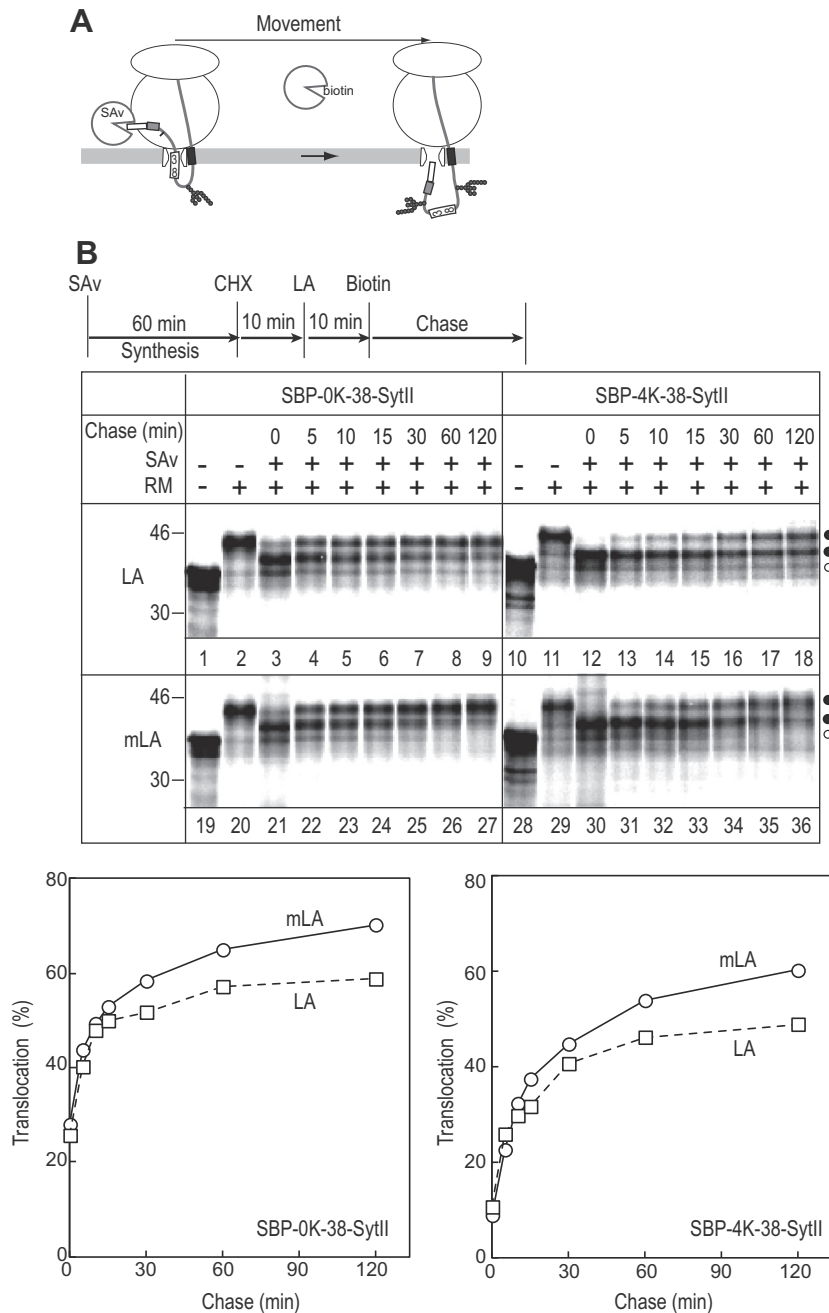 A
Movement
SAv
biotin
38
38
B
SAv CHX LA Biotin
60 min 10 min 10 min Chase
Synthesis
SBP-0K-38-SytII SBP-4K-38-SytII
Chase (min) 0 5 10 15 30 60 120 0 5 10 15 30 60 120
SAv - - + + + + + + + - - + + + + + + +
RM - + + + + + + + + - + + + + + + + +
46
LA
30
1 2 3 4 5 6 7 8 9 10 11 12 13 14 15 16 17 18
46
mLA
30
19 20 21 22 23 24 25 26 27 28 29 30 31 32 33 34 35 36
80
60
40
20
0
Translocation (%)
mLA
LA
SBP-0K-38-SytII
0 30 60 90 120
Chase (min)
80
60
40
20
0
Translocation (%)
mLA
LA
SBP-4K-38-SytII
0 30 60 90 120
Chase (min)